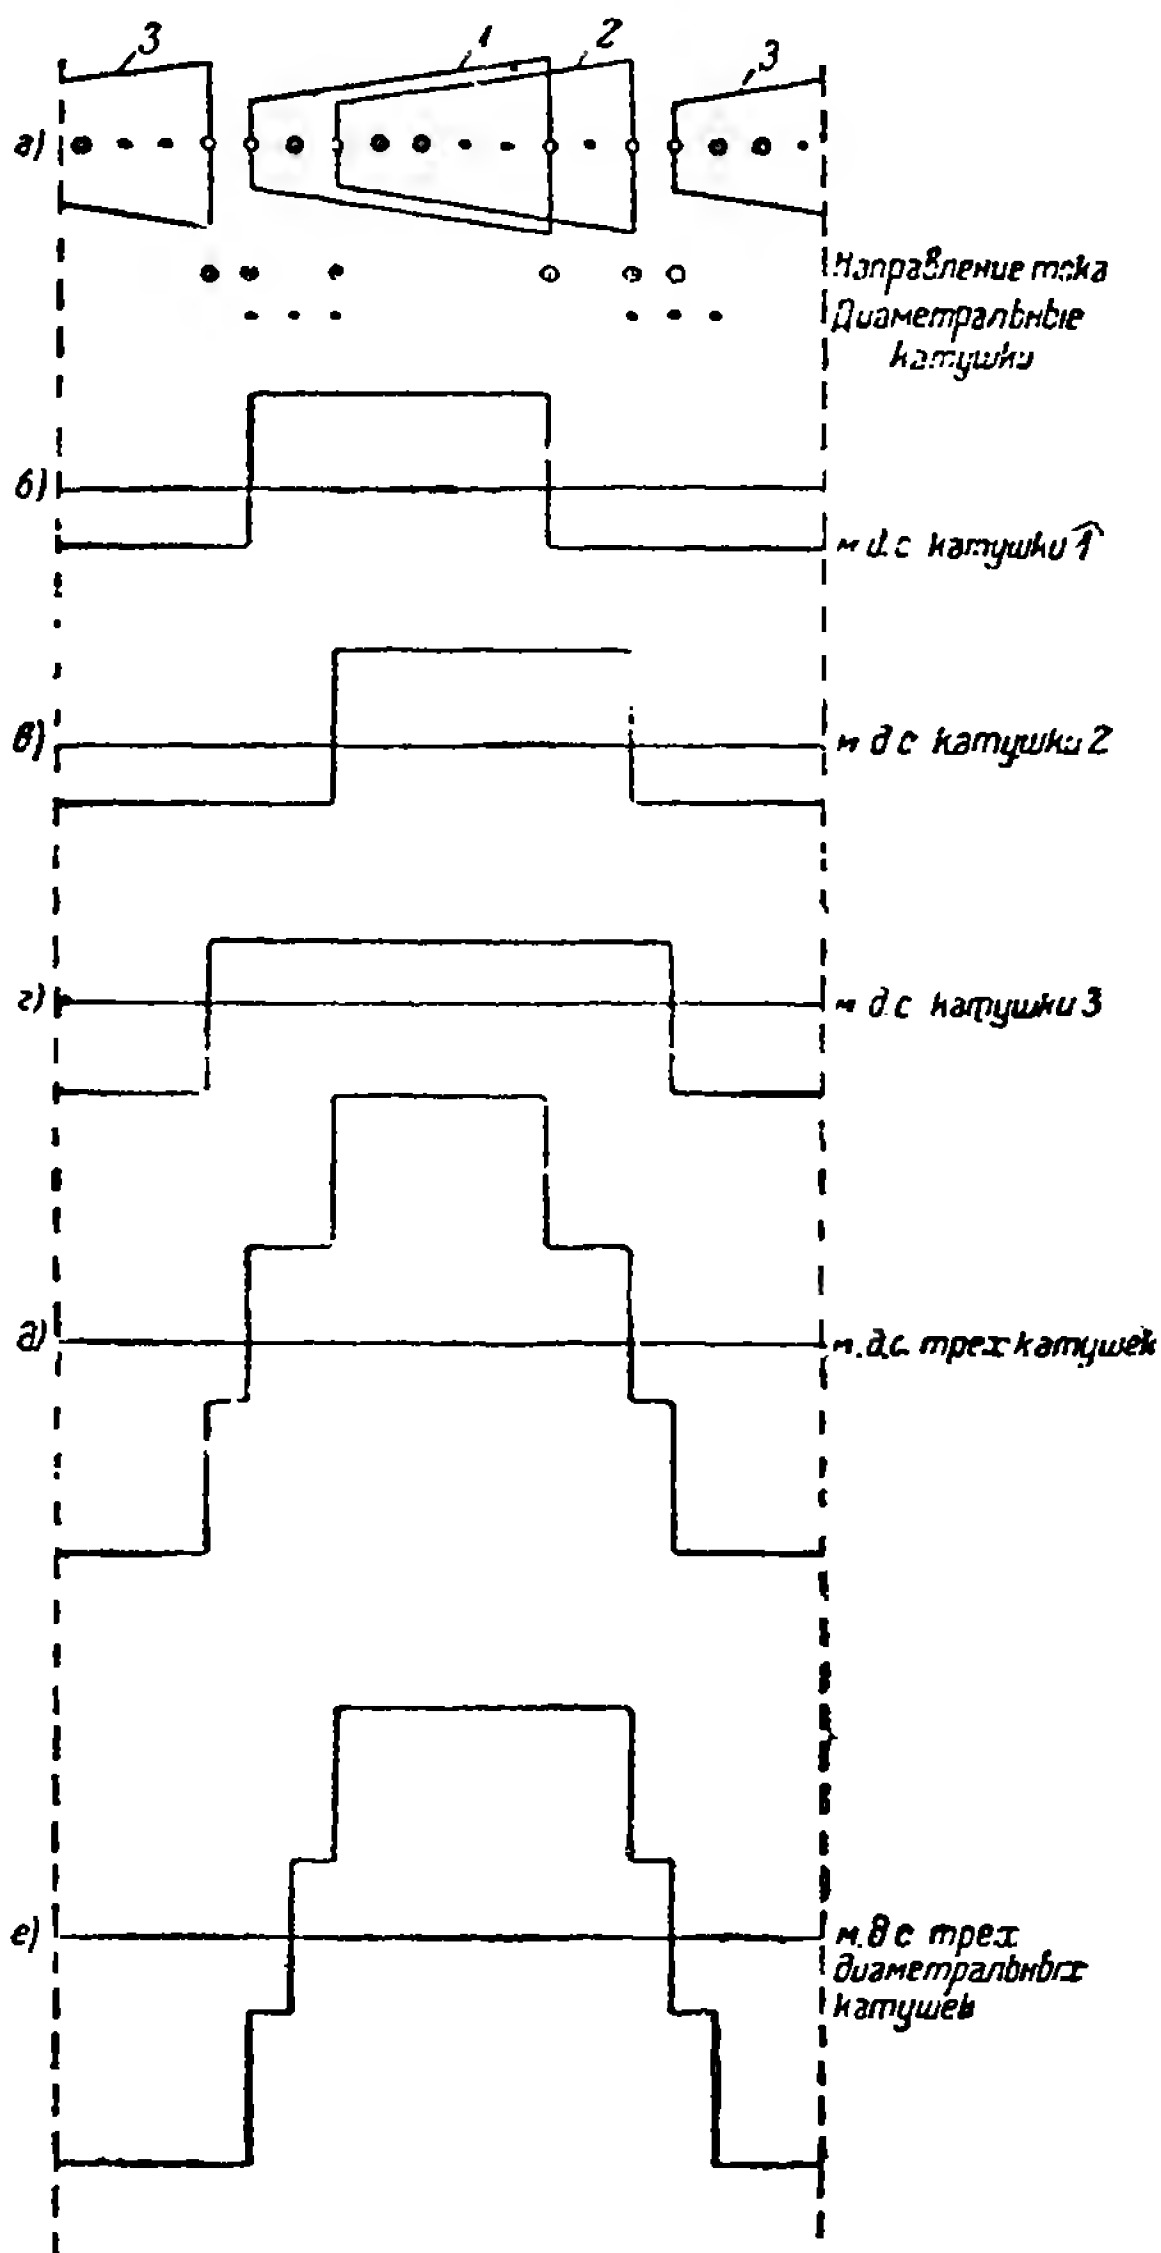 3
1
2
3
а)
Направление тока
Диаметральные
катушки
б)
м д.с катушки 1
в)
м д с катушки 2
г)
м д.с катушки 3
д)
м.д.с. трех катушек
е)
м.д с трех
диаметральных
катушек